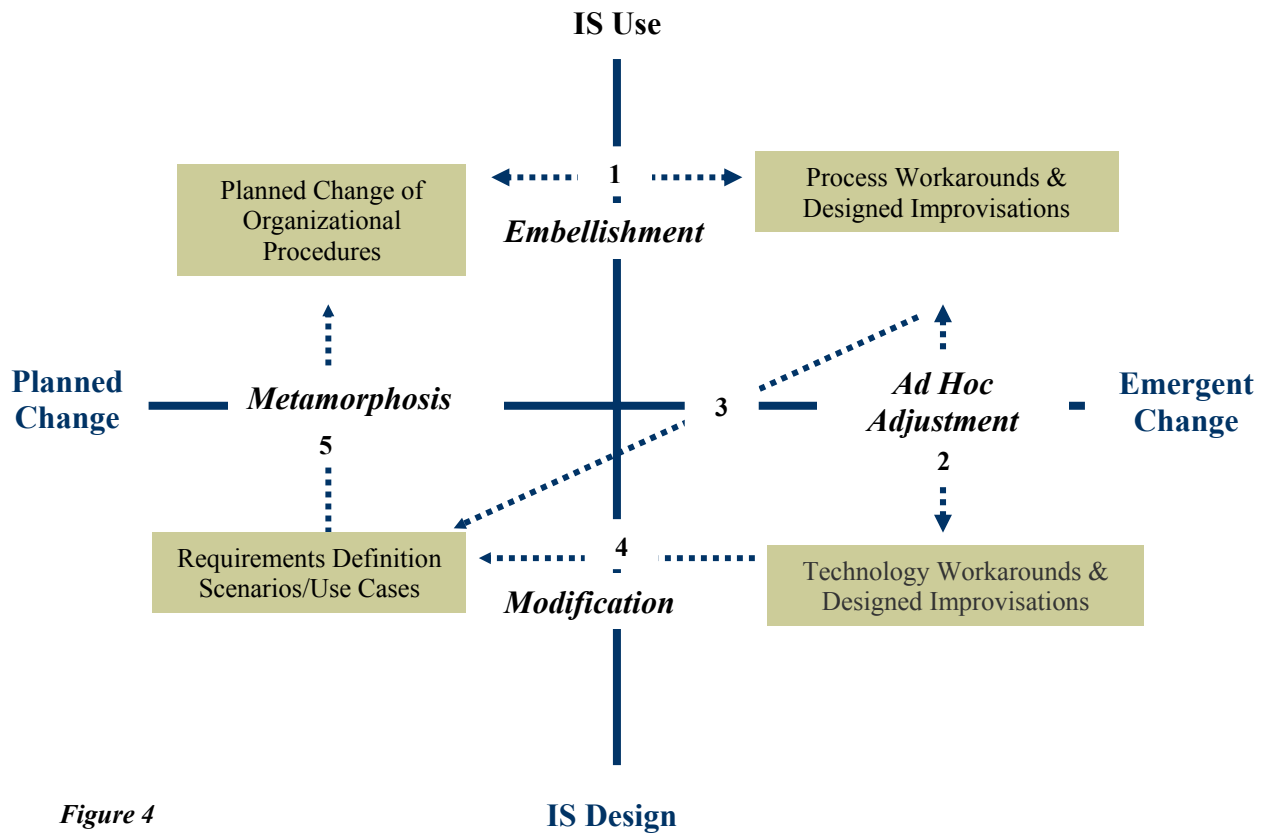 IS Use
Planned Change of
Organizational
Procedures
1
Embellishment
Process Workarounds &
Designed Improvisations
Planned
Change
Metamorphosis
5
3
Ad Hoc
Adjustment
2
Emergent
Change
Requirements Definition
Scenarios/Use Cases
4
Modification
Technology Workarounds &
Designed Improvisations
Figure 4
IS Design